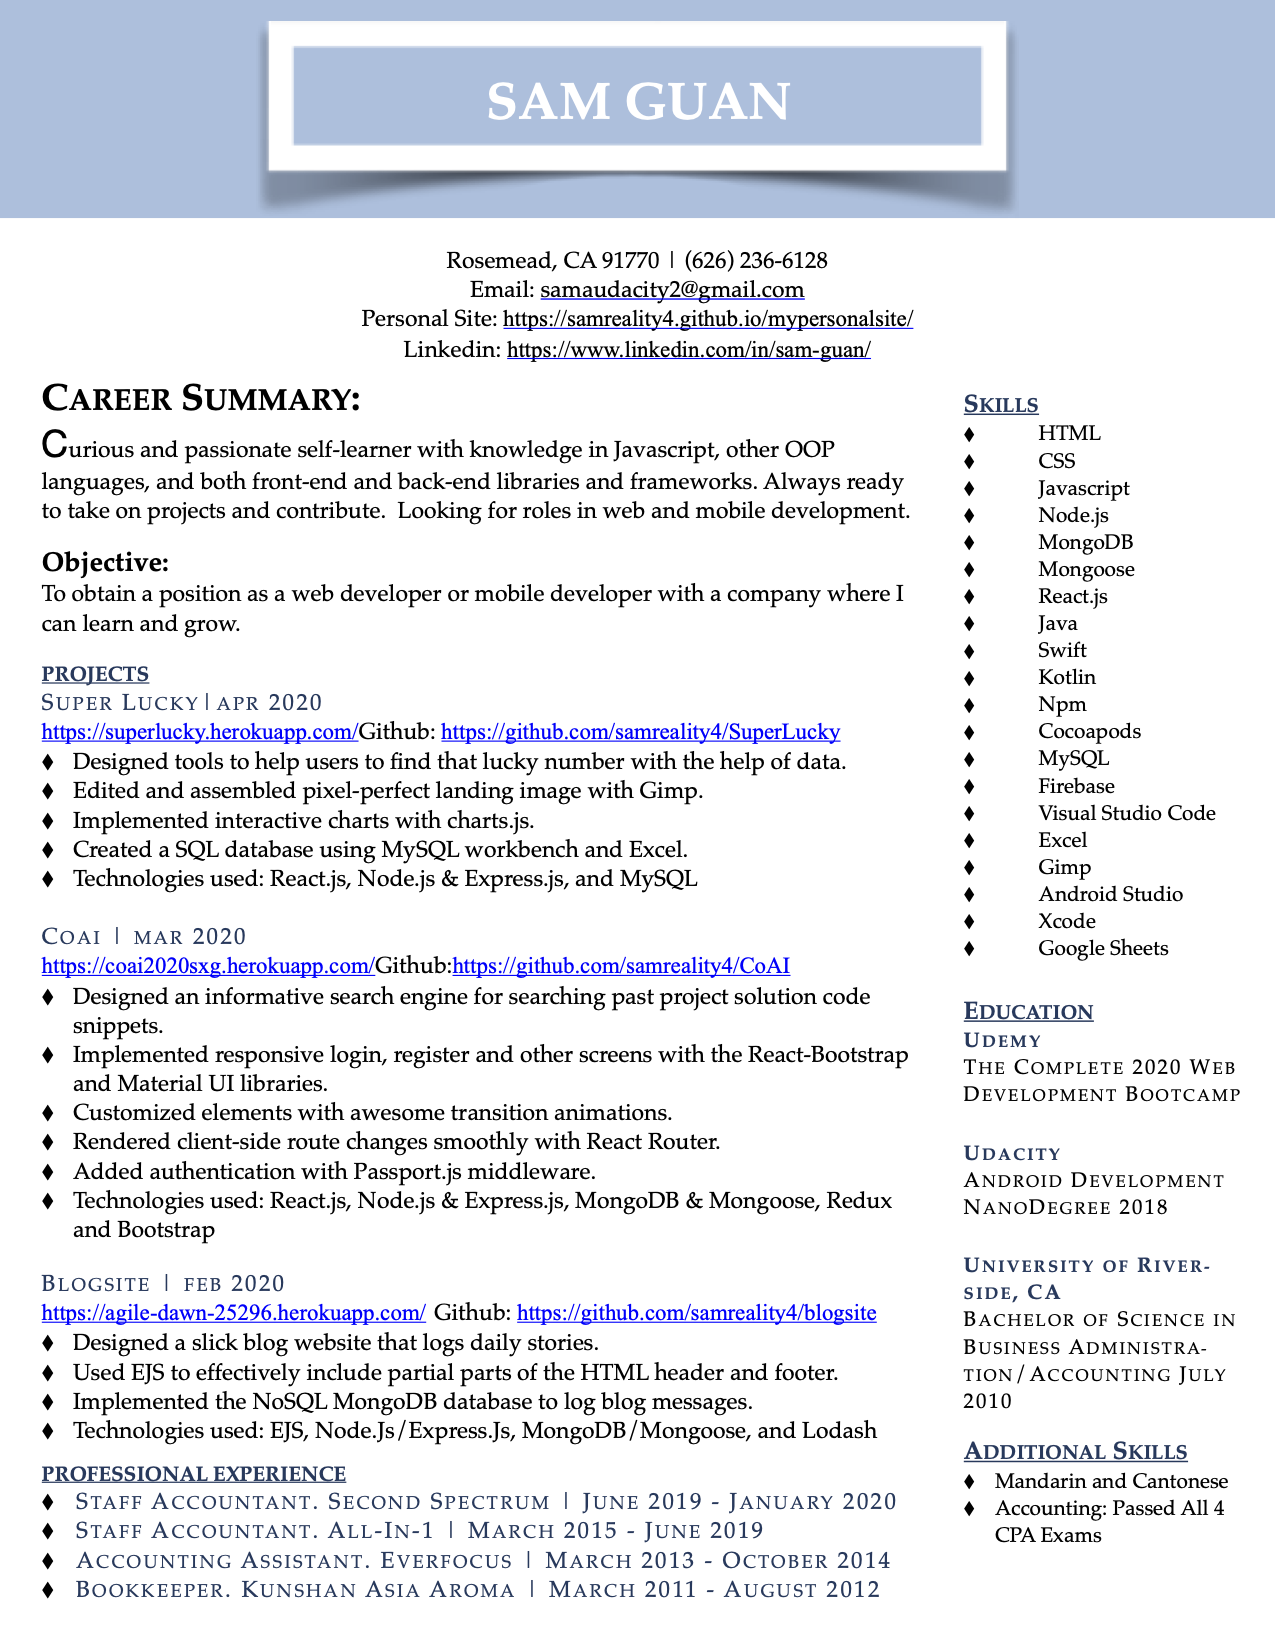 SAM GUAN
Rosemead, CA 91770 | (626) 236-6128
Email: samaudacity2@gmail.com
Personal Site: https://samreality4.github.io/mypersonalsite/
Linkedin: https://www.linkedin.com/in/sam-guan/
CAREER SUMMARY:
Curious and passionate self-learner with knowledge in Javascript, other OOP
languages, and both front-end and back-end libraries and frameworks. Always ready
to take on projects and contribute.  Looking for roles in web and mobile development.
Objective:
To obtain a position as a web developer or mobile developer with a company where I
can learn and grow.
PROJECTS
SUPER LUCKY | APR 2020
https://superlucky.herokuapp.com/Github: https://github.com/samreality4/SuperLucky
♦ Designed tools to help users to find that lucky number with the help of data.
♦ Edited and assembled pixel-perfect landing image with Gimp.
♦ Implemented interactive charts with charts.js.
♦ Created a SQL database using MySQL workbench and Excel.
♦ Technologies used: React.js, Node.js & Express.js, and MySQL
COAI | MAR 2020
https://coai2020sxg.herokuapp.com/Github:https://github.com/samreality4/CoAI
♦ Designed an informative search engine for searching past project solution code
snippets.
♦ Implemented responsive login, register and other screens with the React-Bootstrap
and Material UI libraries.
♦ Customized elements with awesome transition animations.
♦ Rendered client-side route changes smoothly with React Router.
♦ Added authentication with Passport.js middleware.
♦ Technologies used: React.js, Node.js & Express.js, MongoDB & Mongoose, Redux
and Bootstrap
BLOGSITE | FEB 2020
https://agile-dawn-25296.herokuapp.com/ Github: https://github.com/samreality4/blogsite
♦ Designed a slick blog website that logs daily stories.
♦ Used EJS to effectively include partial parts of the HTML header and footer.
♦ Implemented the NoSQL MongoDB database to log blog messages.
♦ Technologies used: EJS, Node.Js/Express.Js, MongoDB/Mongoose, and Lodash
PROFESSIONAL EXPERIENCE
♦ STAFF ACCOUNTANT. SECOND SPECTRUM | JUNE 2019 - JANUARY 2020
♦ STAFF ACCOUNTANT. ALL-IN-1 | MARCH 2015 - JUNE 2019
♦ ACCOUNTING ASSISTANT. EVERFOCUS | MARCH 2013 - OCTOBER 2014
♦ BOOKKEEPER. KUNSHAN ASIA AROMA | MARCH 2011 - AUGUST 2012
SKILLS
♦ HTML
♦ CSS
♦ Javascript
♦ Node.js
♦ MongoDB
♦ Mongoose
♦ React.js
♦ Java
♦ Swift
♦ Kotlin
♦ Npm
♦ Cocoapods
♦ MySQL
♦ Firebase
♦ Visual Studio Code
♦ Excel
♦ Gimp
♦ Android Studio
♦ Xcode
♦ Google Sheets
EDUCATION
UDEMY
THE COMPLETE 2020 WEB
DEVELOPMENT BOOTCAMP
UDACITY
ANDROID DEVELOPMENT
NANODEGREE 2018
UNIVERSITY OF RIVER-
SIDE, CA
BACHELOR OF SCIENCE IN
BUSINESS ADMINISTRA-
TION/ACCOUNTING JULY
2010
ADDITIONAL SKILLS
♦ Mandarin and Cantonese
♦ Accounting: Passed All 4
CPA Exams